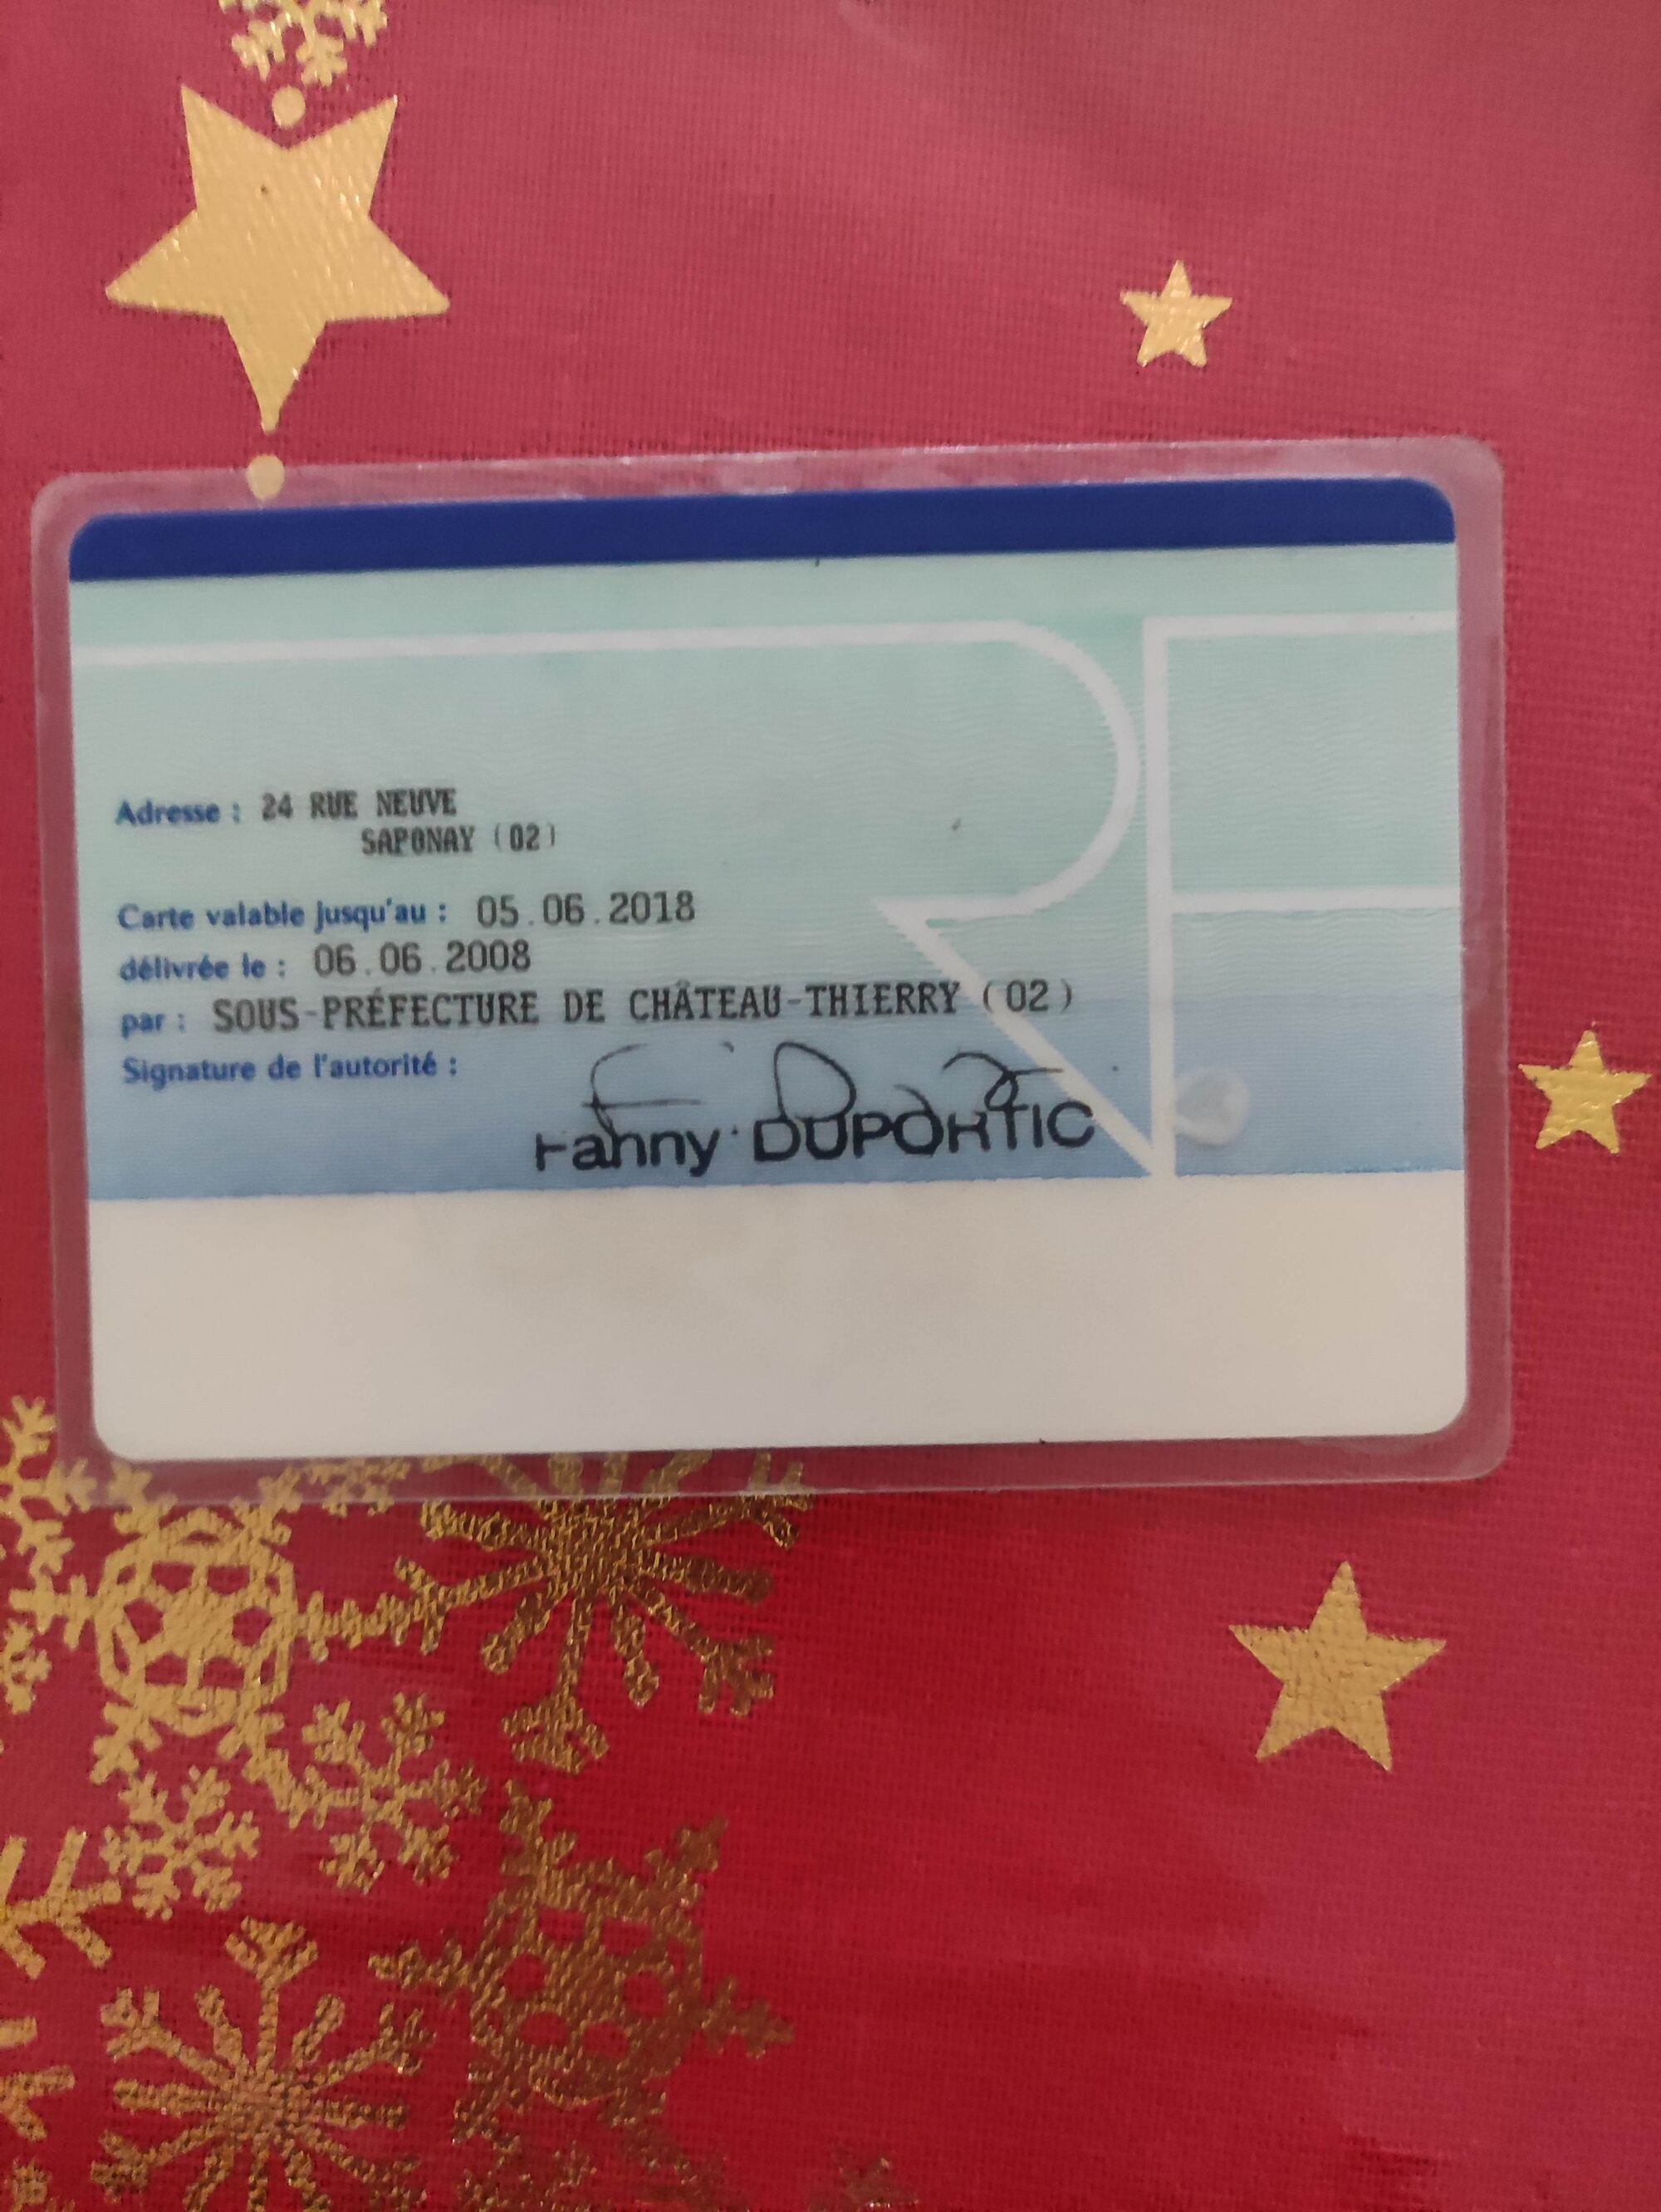 Adresse : 24 RUE NEUVE
SAPONAY (02)
Carte valable jusqu'au : 05.06.2018
délivrée le : 06.06.2008
par : SOUS-PRÉFECTURE DE CHÂTEAU-THIERRY (02)
Signature de l'autorité :
Fanny DUPORTIC
RF